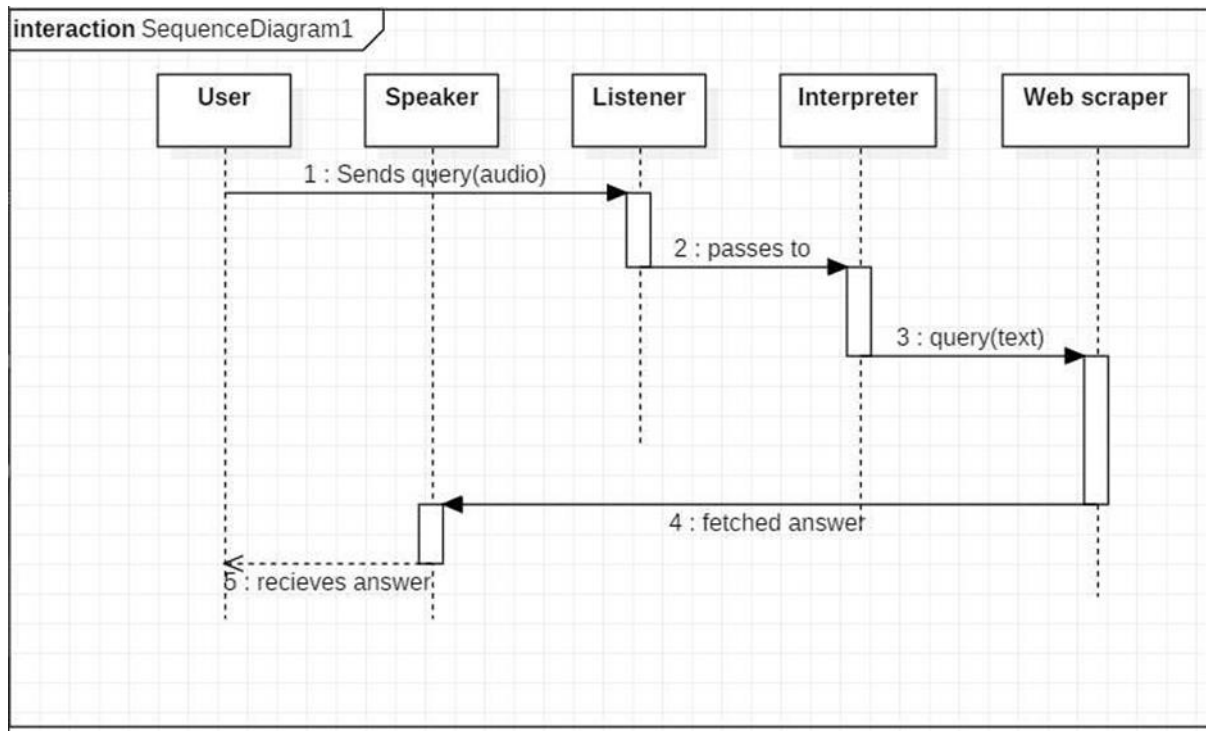 interaction SequenceDiagram1
User
Speaker
Listener
Interpreter
Web scraper
1 : Sends query(audio)
2 : passes to
3 : query(text)
4 : fetched answer
5 : recieves answer